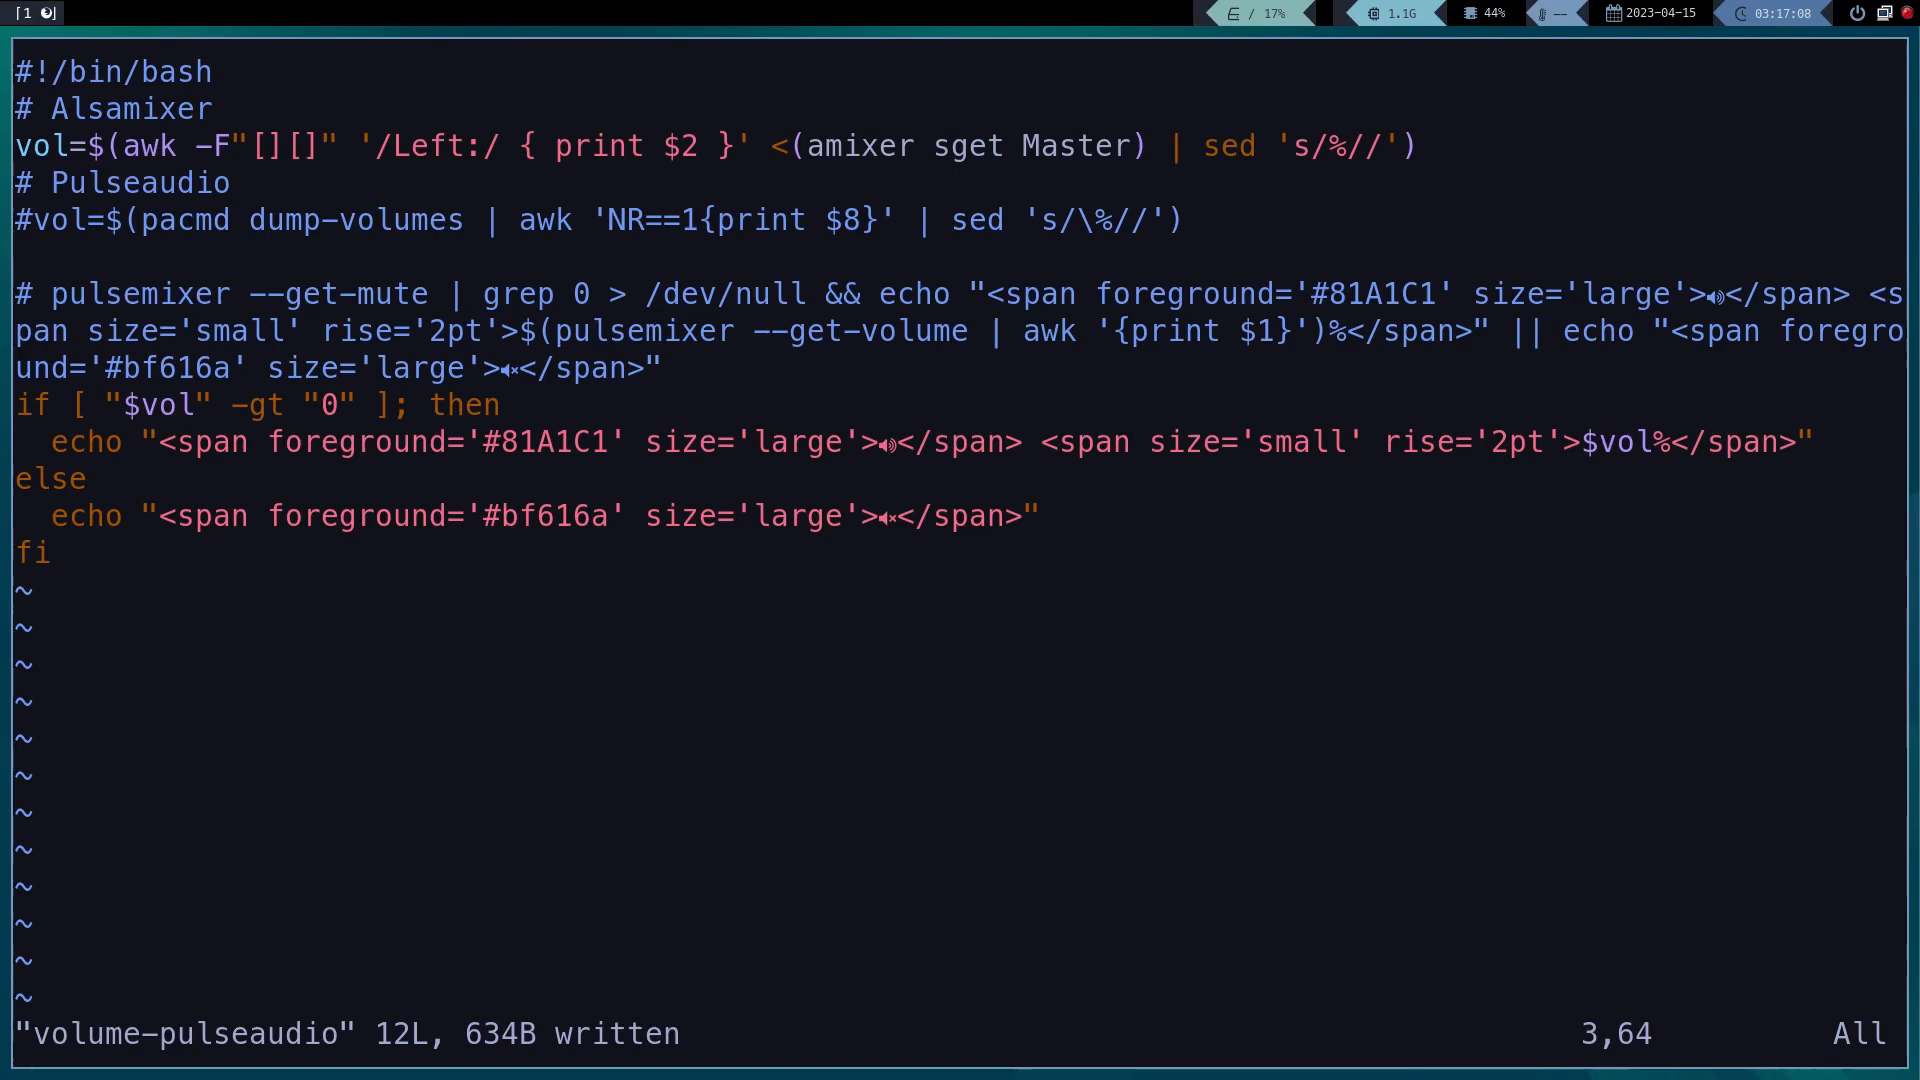 [1 ]
/ 17%
1.1G
44%
--
2023-04-15
03:17:08
#!/bin/bash
# Alsamixer
vol=$(awk -F"[][]" '/Left:/ { print $2 }' <(amixer sget Master) | sed 's/%//')
# Pulseaudio
#vol=$(pacmd dump-volumes | awk 'NR==1{print $8}' | sed 's/\%//')
# pulsemixer --get-mute | grep 0 > /dev/null && echo "<span foreground='#81A1C1' size='large'>🔊</span> <s
pan size='small' rise='2pt'>$(pulsemixer --get-volume | awk '{print $1}')%</span>" || echo "<span foregro
und='#bf616a' size='large'>🔇</span>"
if [ "$vol" -gt "0" ]; then
  echo "<span foreground='#81A1C1' size='large'>🔊</span> <span size='small' rise='2pt'>$vol%</span>"
else
  echo "<span foreground='#bf616a' size='large'>🔇</span>"
fi
~
~
~
~
~
~
~
~
~
~
~
~
"volume-pulseaudio" 12L, 634B written 3,64 All